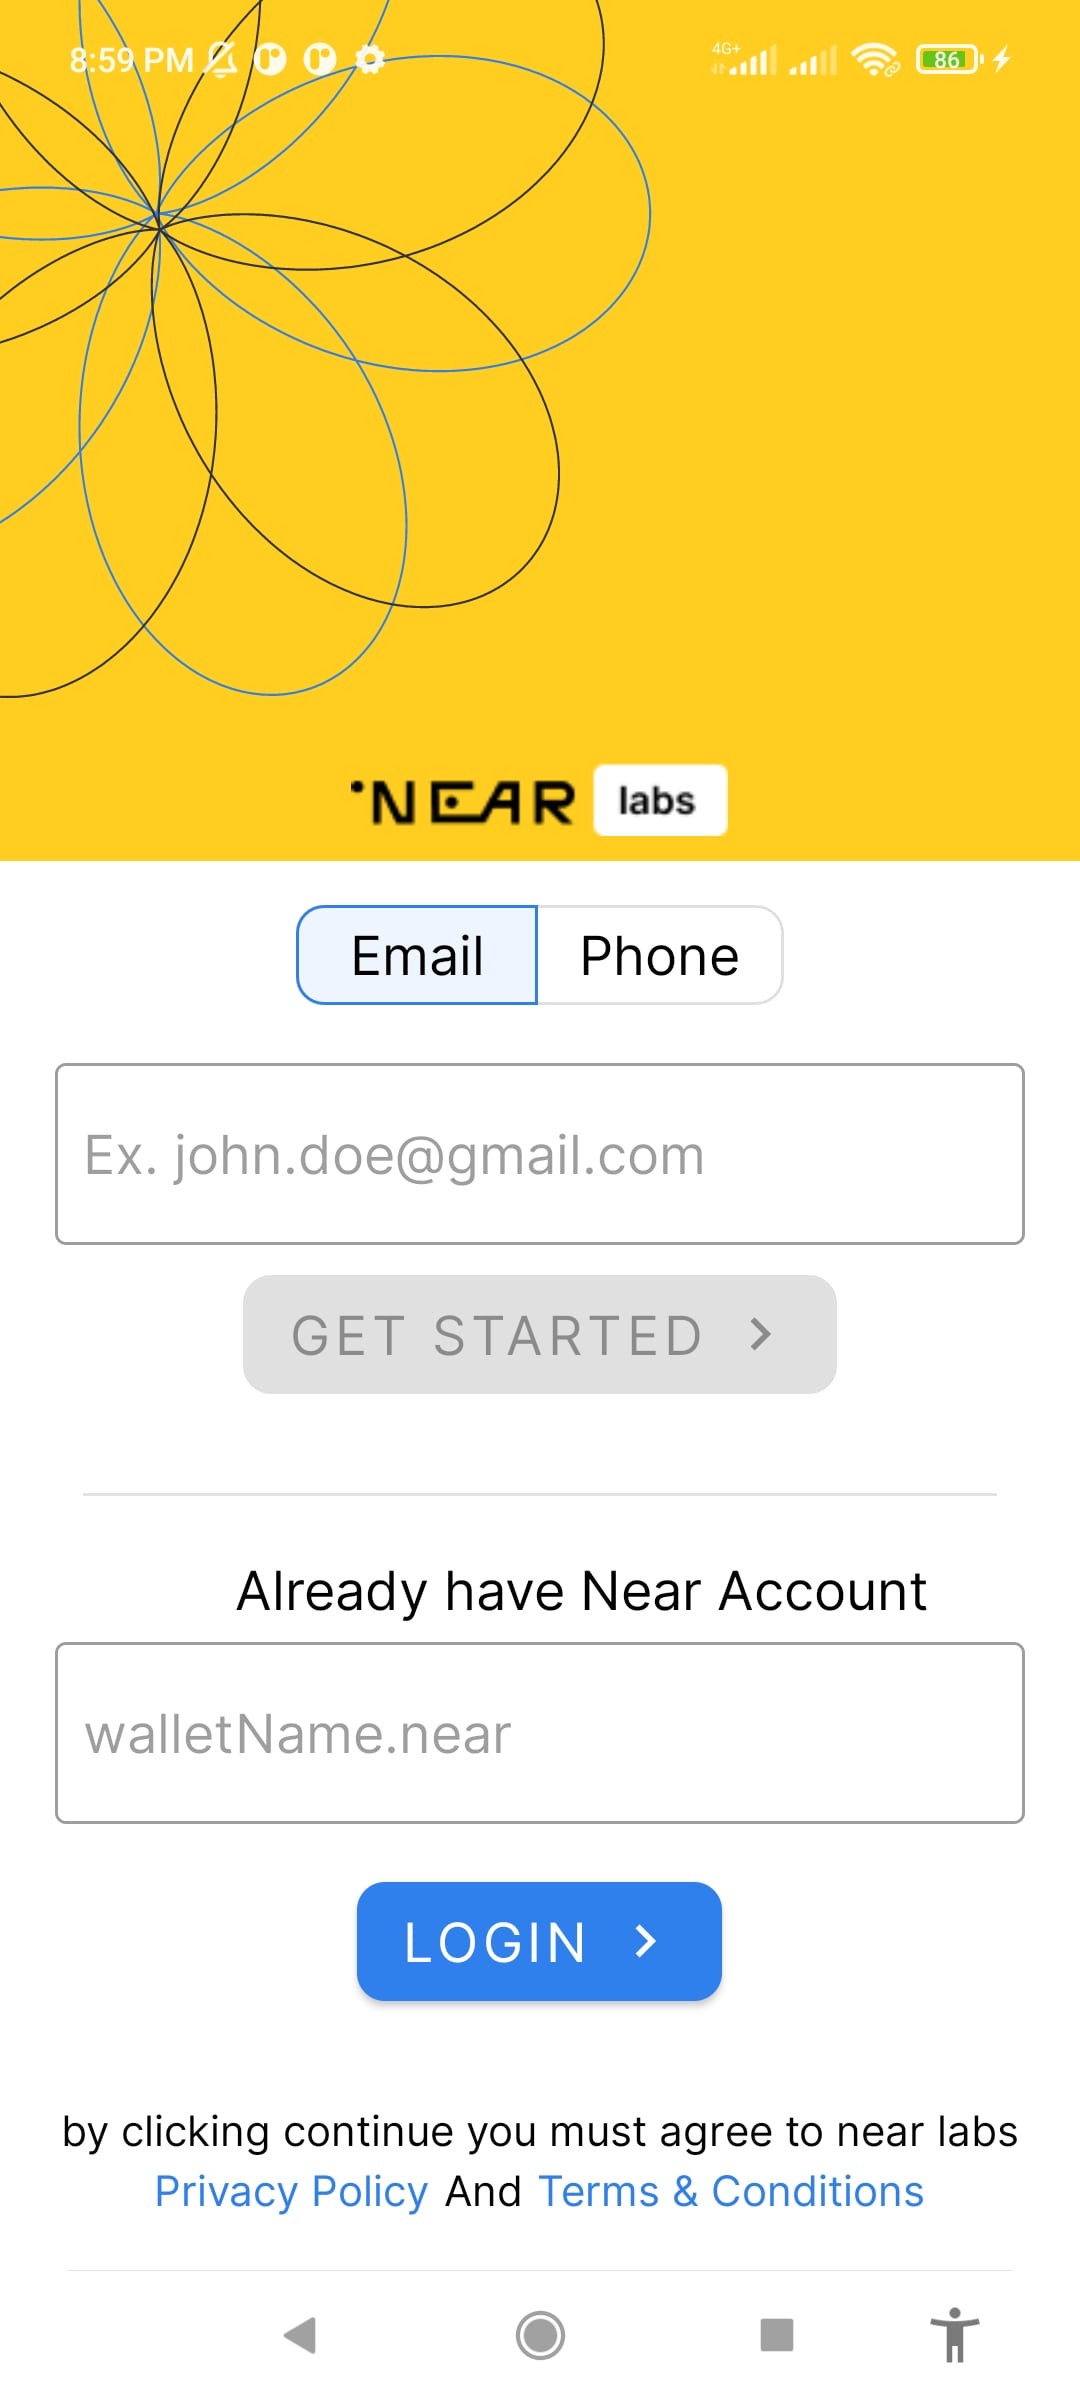 8:59 PM
4G+
86
NEAR labs
Email
Phone
Ex. john.doe@gmail.com
GET STARTED
Already have Near Account
walletName.near
LOGIN
by clicking continue you must agree to near labs
Privacy Policy And Terms & Conditions